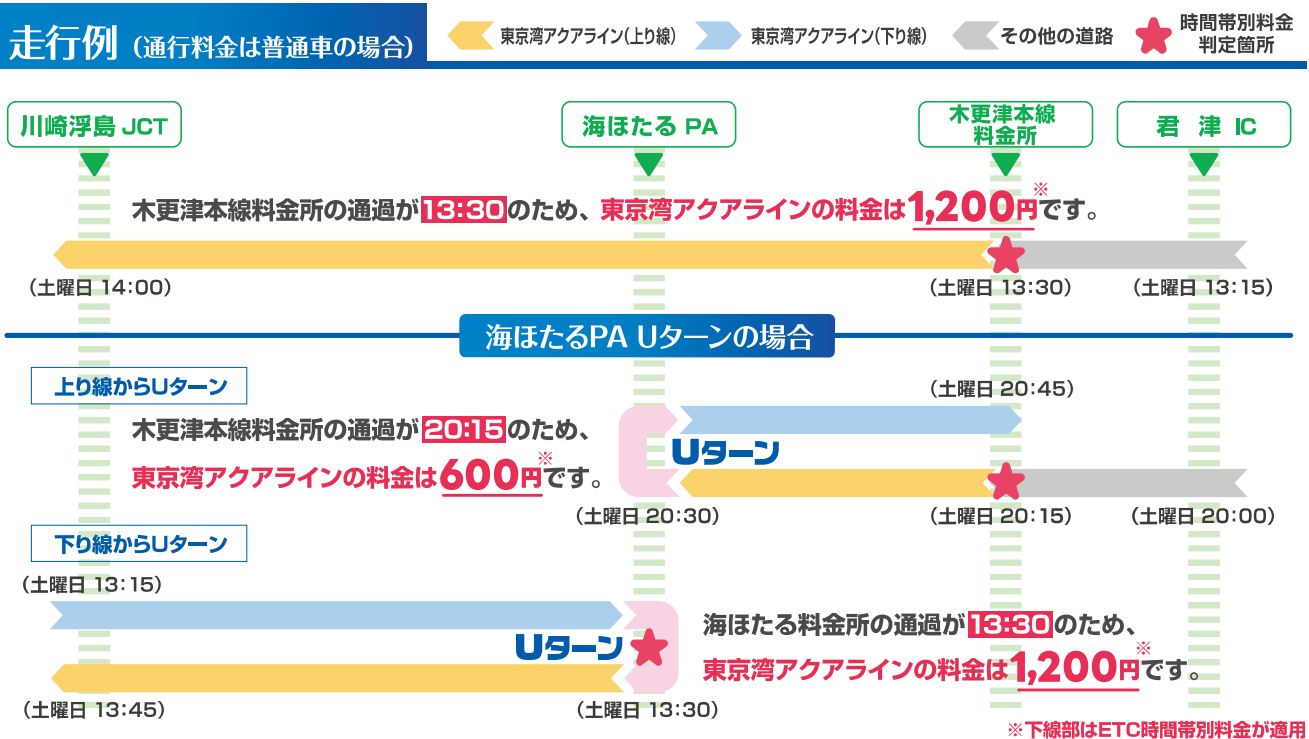 走行例（通行料金は普通車の場合）
東京湾アクアライン（上り線）
東京湾アクアライン（下り線）
その他の道路
時間帯別料金
判定箇所
川崎浮島 JCT
海ほたる PA
木更津本線
料金所
君 津 IC
木更津本線料金所の通過が13:30のため、東京湾アクアラインの料金は1,200円※です。
（土曜日 14:00）
（土曜日 13:30）
（土曜日 13:15）
海ほたるPA Uターンの場合
上り線からUターン
（土曜日 20:45）
木更津本線料金所の通過が20:15のため、
Uターン
東京湾アクアラインの料金は600円※です。
（土曜日 20:30）
（土曜日 20:15）
（土曜日 20:00）
下り線からUターン
（土曜日 13:15）
海ほたる料金所の通過が13:30のため、
Uターン
東京湾アクアラインの料金は1,200円※です。
（土曜日 13:45）
（土曜日 13:30）
※下線部はETC時間帯別料金が適用